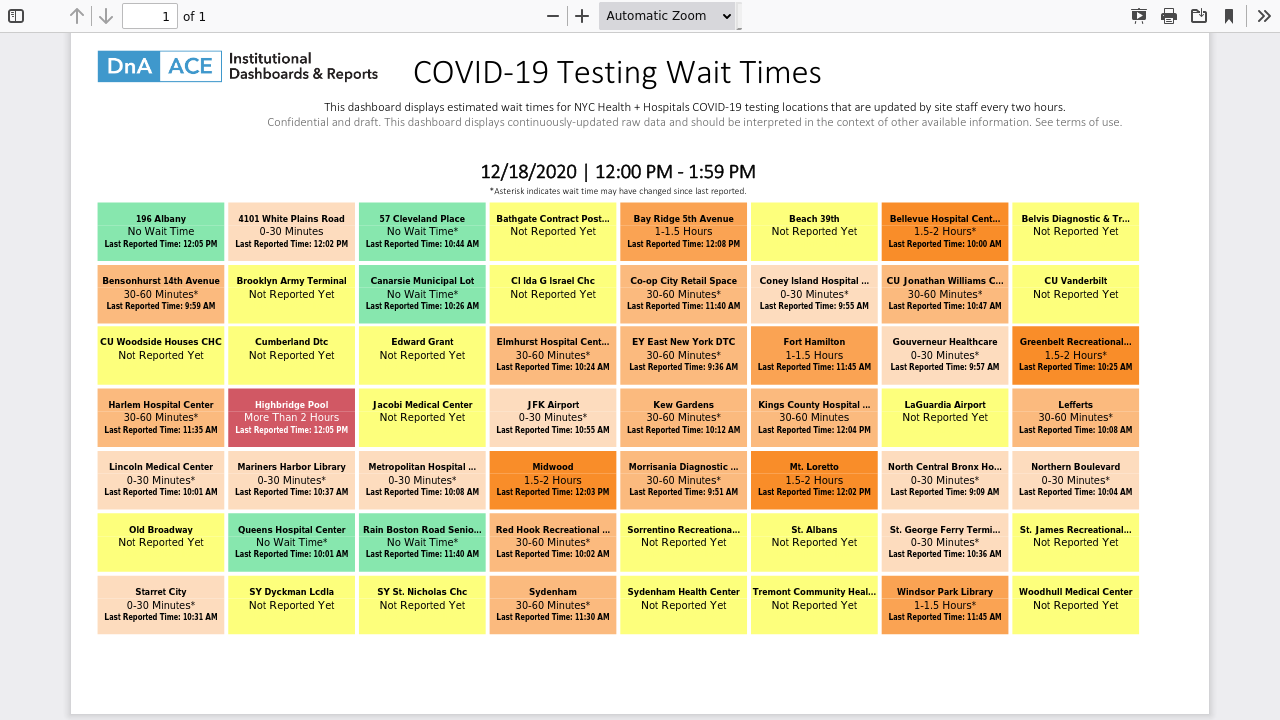 1 of 1
Automatic Zoom
DnA ACE Institutional Dashboards & Reports
COVID-19 Testing Wait Times
This dashboard displays estimated wait times for NYC Health + Hospitals COVID-19 testing locations that are updated by site staff every two hours.
Confidential and draft. This dashboard displays continuously-updated raw data and should be interpreted in the context of other available information. See terms of use.
12/18/2020 | 12:00 PM - 1:59 PM
*Asterisk indicates wait time may have changed since last reported.
196 Albany
No Wait Time
Last Reported Time: 12:05 PM
4101 White Plains Road
0-30 Minutes
Last Reported Time: 12:02 PM
57 Cleveland Place
No Wait Time*
Last Reported Time: 10:44 AM
Bathgate Contract Post...
Not Reported Yet
Bay Ridge 5th Avenue
1-1.5 Hours
Last Reported Time: 12:08 PM
Beach 39th
Not Reported Yet
Bellevue Hospital Cent...
1.5-2 Hours*
Last Reported Time: 10:00 AM
Belvis Diagnostic & Tr...
Not Reported Yet
Bensonhurst 14th Avenue
30-60 Minutes*
Last Reported Time: 9:59 AM
Brooklyn Army Terminal
Not Reported Yet
Canarsie Municipal Lot
No Wait Time*
Last Reported Time: 10:26 AM
CI Ida G Israel Chc
Not Reported Yet
Co-op City Retail Space
30-60 Minutes*
Last Reported Time: 11:40 AM
Coney Island Hospital ...
0-30 Minutes*
Last Reported Time: 9:55 AM
CU Jonathan Williams C...
30-60 Minutes*
Last Reported Time: 10:47 AM
CU Vanderbilt
Not Reported Yet
CU Woodside Houses CHC
Not Reported Yet
Cumberland Dtc
Not Reported Yet
Edward Grant
Not Reported Yet
Elmhurst Hospital Cent...
30-60 Minutes*
Last Reported Time: 10:24 AM
EY East New York DTC
30-60 Minutes*
Last Reported Time: 9:36 AM
Fort Hamilton
1-1.5 Hours
Last Reported Time: 11:45 AM
Gouverneur Healthcare
0-30 Minutes*
Last Reported Time: 9:57 AM
Greenbelt Recreational...
1.5-2 Hours*
Last Reported Time: 10:25 AM
Harlem Hospital Center
30-60 Minutes*
Last Reported Time: 11:35 AM
Highbridge Pool
More Than 2 Hours
Last Reported Time: 12:05 PM
Jacobi Medical Center
Not Reported Yet
JFK Airport
0-30 Minutes*
Last Reported Time: 10:55 AM
Kew Gardens
30-60 Minutes*
Last Reported Time: 10:12 AM
Kings County Hospital ...
30-60 Minutes
Last Reported Time: 12:04 PM
LaGuardia Airport
Not Reported Yet
Lefferts
30-60 Minutes*
Last Reported Time: 10:08 AM
Lincoln Medical Center
0-30 Minutes*
Last Reported Time: 10:01 AM
Mariners Harbor Library
0-30 Minutes*
Last Reported Time: 10:37 AM
Metropolitan Hospital ...
0-30 Minutes*
Last Reported Time: 10:08 AM
Midwood
1.5-2 Hours
Last Reported Time: 12:03 PM
Morrisania Diagnostic ...
30-60 Minutes*
Last Reported Time: 9:51 AM
Mt. Loretto
1.5-2 Hours
Last Reported Time: 12:02 PM
North Central Bronx Ho...
0-30 Minutes*
Last Reported Time: 9:09 AM
Northern Boulevard
0-30 Minutes*
Last Reported Time: 10:04 AM
Old Broadway
Not Reported Yet
Queens Hospital Center
No Wait Time*
Last Reported Time: 10:01 AM
Rain Boston Road Senio...
No Wait Time*
Last Reported Time: 11:40 AM
Red Hook Recreational ...
30-60 Minutes*
Last Reported Time: 10:02 AM
Sorrentino Recreationa...
Not Reported Yet
St. Albans
Not Reported Yet
St. George Ferry Termi...
0-30 Minutes*
Last Reported Time: 10:36 AM
St. James Recreational...
Not Reported Yet
Starret City
0-30 Minutes*
Last Reported Time: 10:31 AM
SY Dyckman Lcdla
Not Reported Yet
SY St. Nicholas Chc
Not Reported Yet
Sydenham
30-60 Minutes*
Last Reported Time: 11:30 AM
Sydenham Health Center
Not Reported Yet
Tremont Community Heal...
Not Reported Yet
Windsor Park Library
1-1.5 Hours*
Last Reported Time: 11:45 AM
Woodhull Medical Center
Not Reported Yet